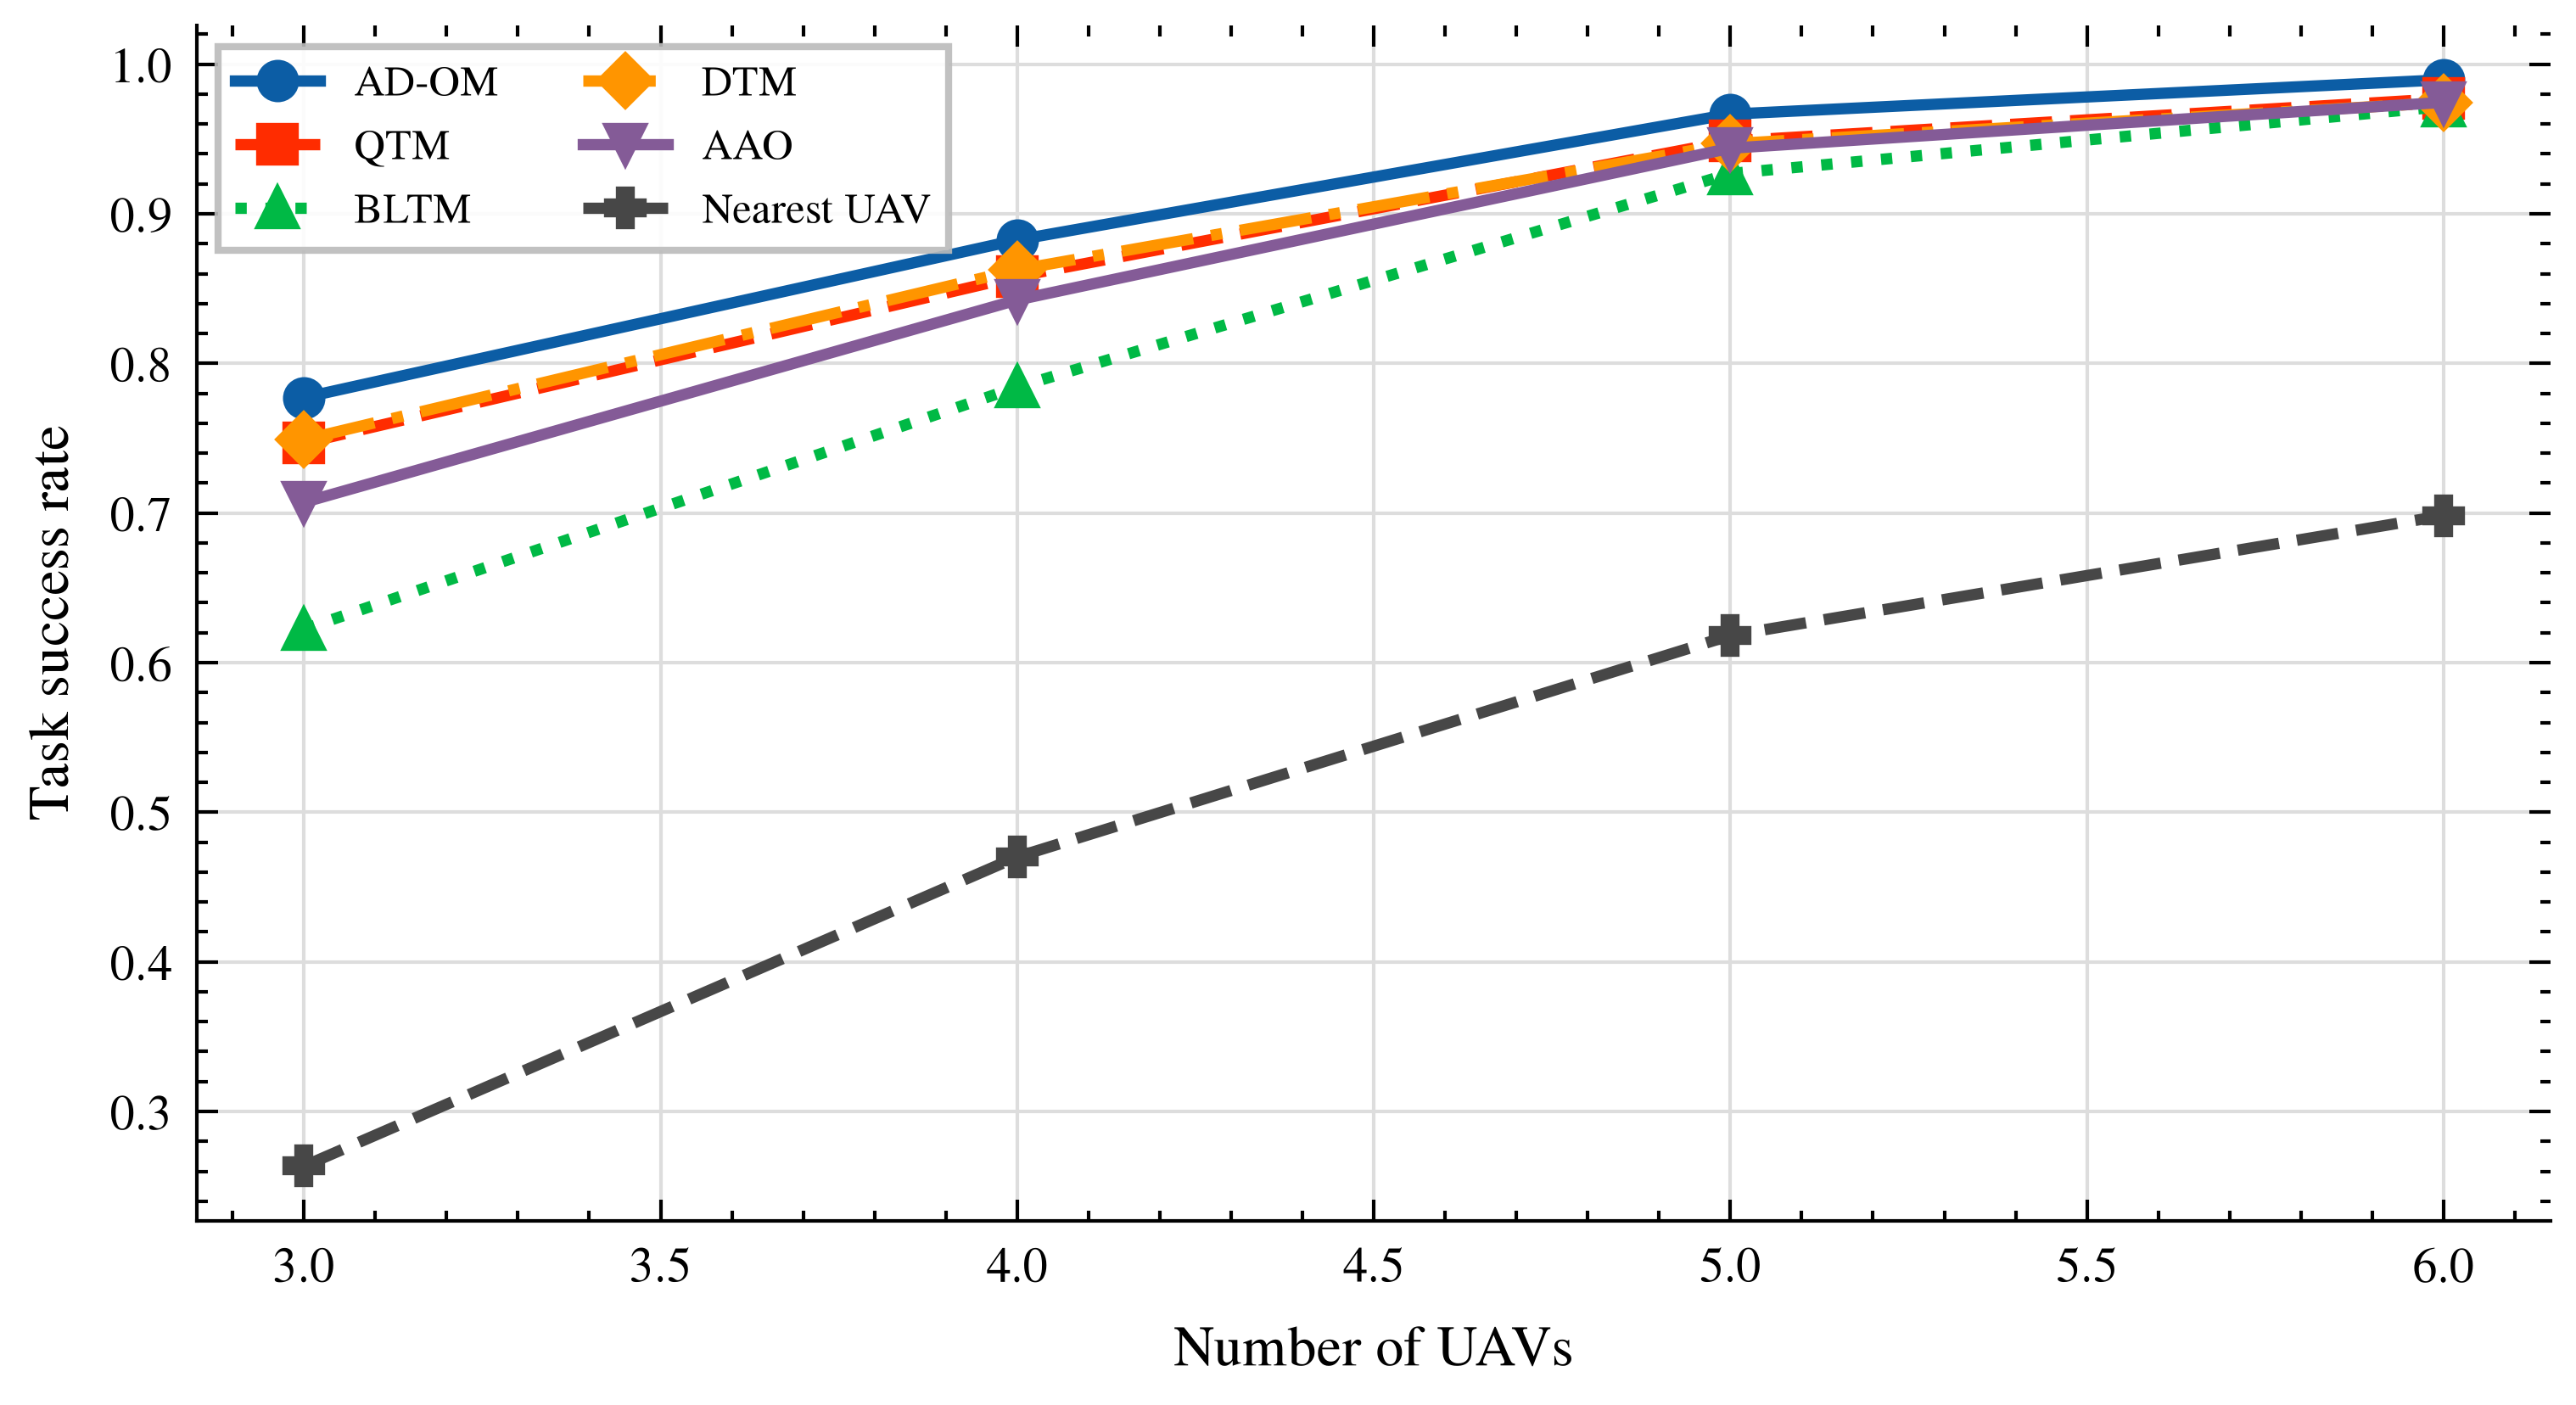 AD-OM
QTM
BLTM
DTM
AAO
Nearest UAV
Task success rate
1.0
0.9
0.8
0.7
0.6
0.5
0.4
0.3
3.0 3.5 4.0 4.5 5.0 5.5 6.0
Number of UAVs